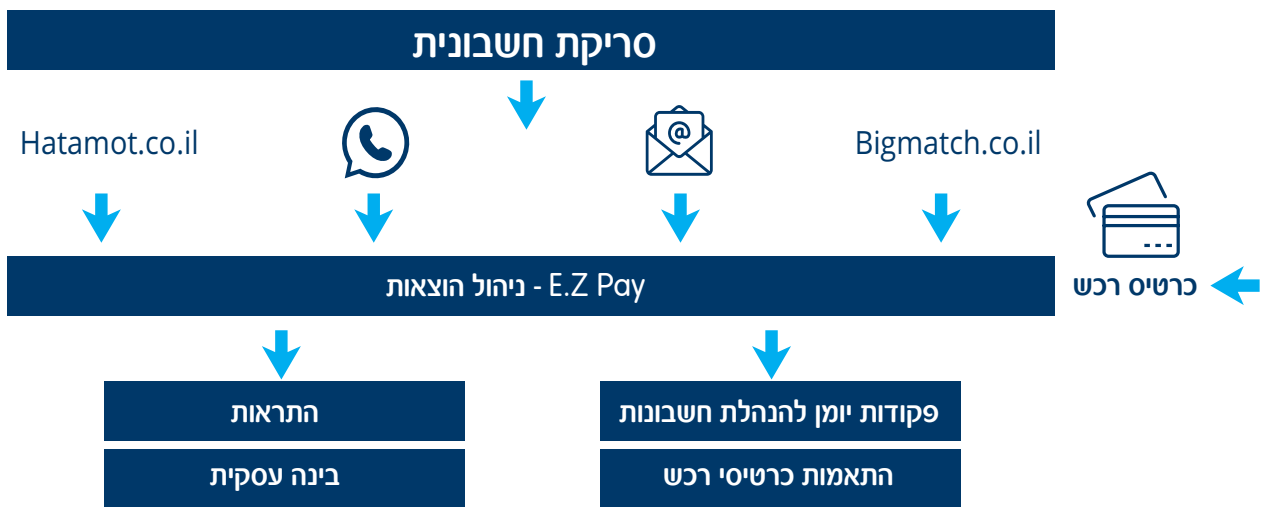 סריקת חשבונית
Bigmatch.co.il
@
Hatamot.co.il
כרטיס רכש
E.Z Pay - ניהול הוצאות
פקודות יומן להנהלת חשבונות
התראות
התאמות כרטיסי רכש
בינה עסקית